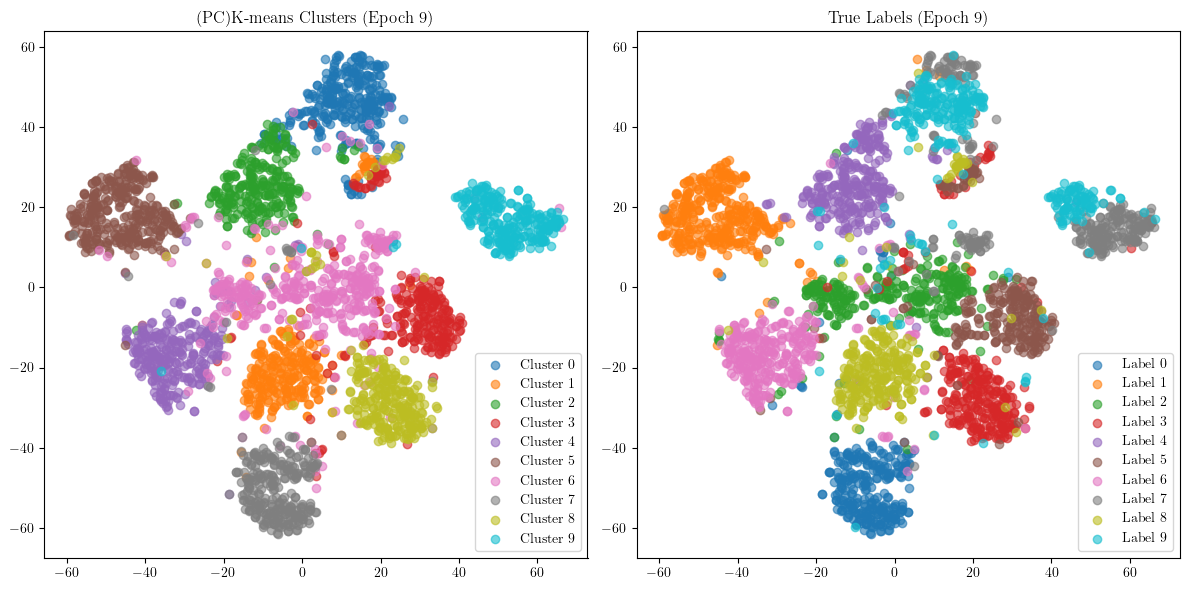 (PC)K-means Clusters (Epoch 9)
60
40
20
0
−20
−40
−60
−60
−40
−20
0
20
40
60
Cluster 0
Cluster 1
Cluster 2
Cluster 3
Cluster 4
Cluster 5
Cluster 6
Cluster 7
Cluster 8
Cluster 9
True Labels (Epoch 9)
60
40
20
0
−20
−40
−60
−60
−40
−20
0
20
40
60
Label 0
Label 1
Label 2
Label 3
Label 4
Label 5
Label 6
Label 7
Label 8
Label 9